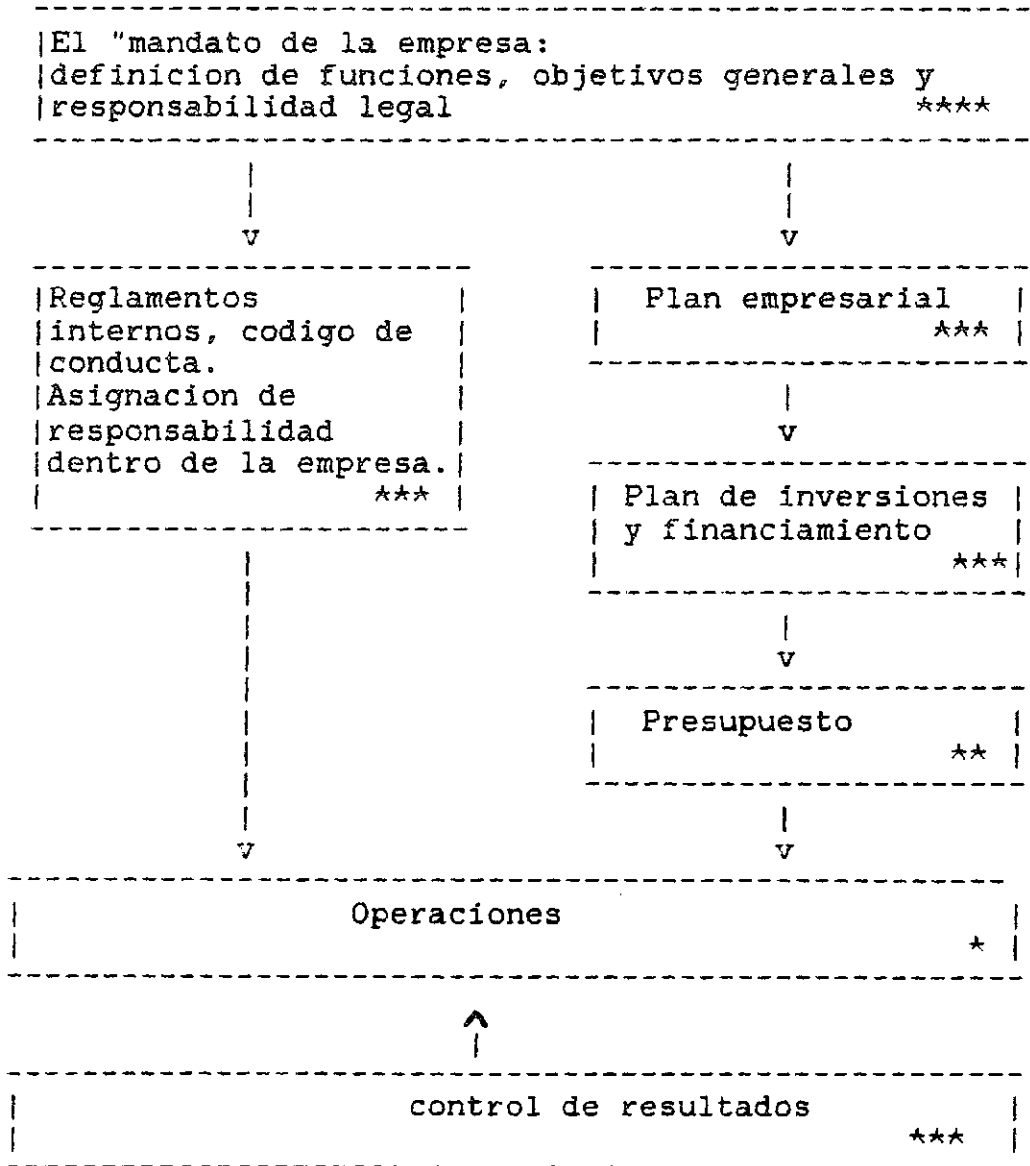 El "mandato de la empresa:
definicion de funciones, objetivos generales y
responsabilidad legal ****
Reglamentos
internos, codigo de
conducta.
Asignacion de
responsabilidad
dentro de la empresa.
***
Plan empresarial
***
Plan de inversiones
y financiamiento
***
Presupuesto
**
Operaciones
*
control de resultados
***